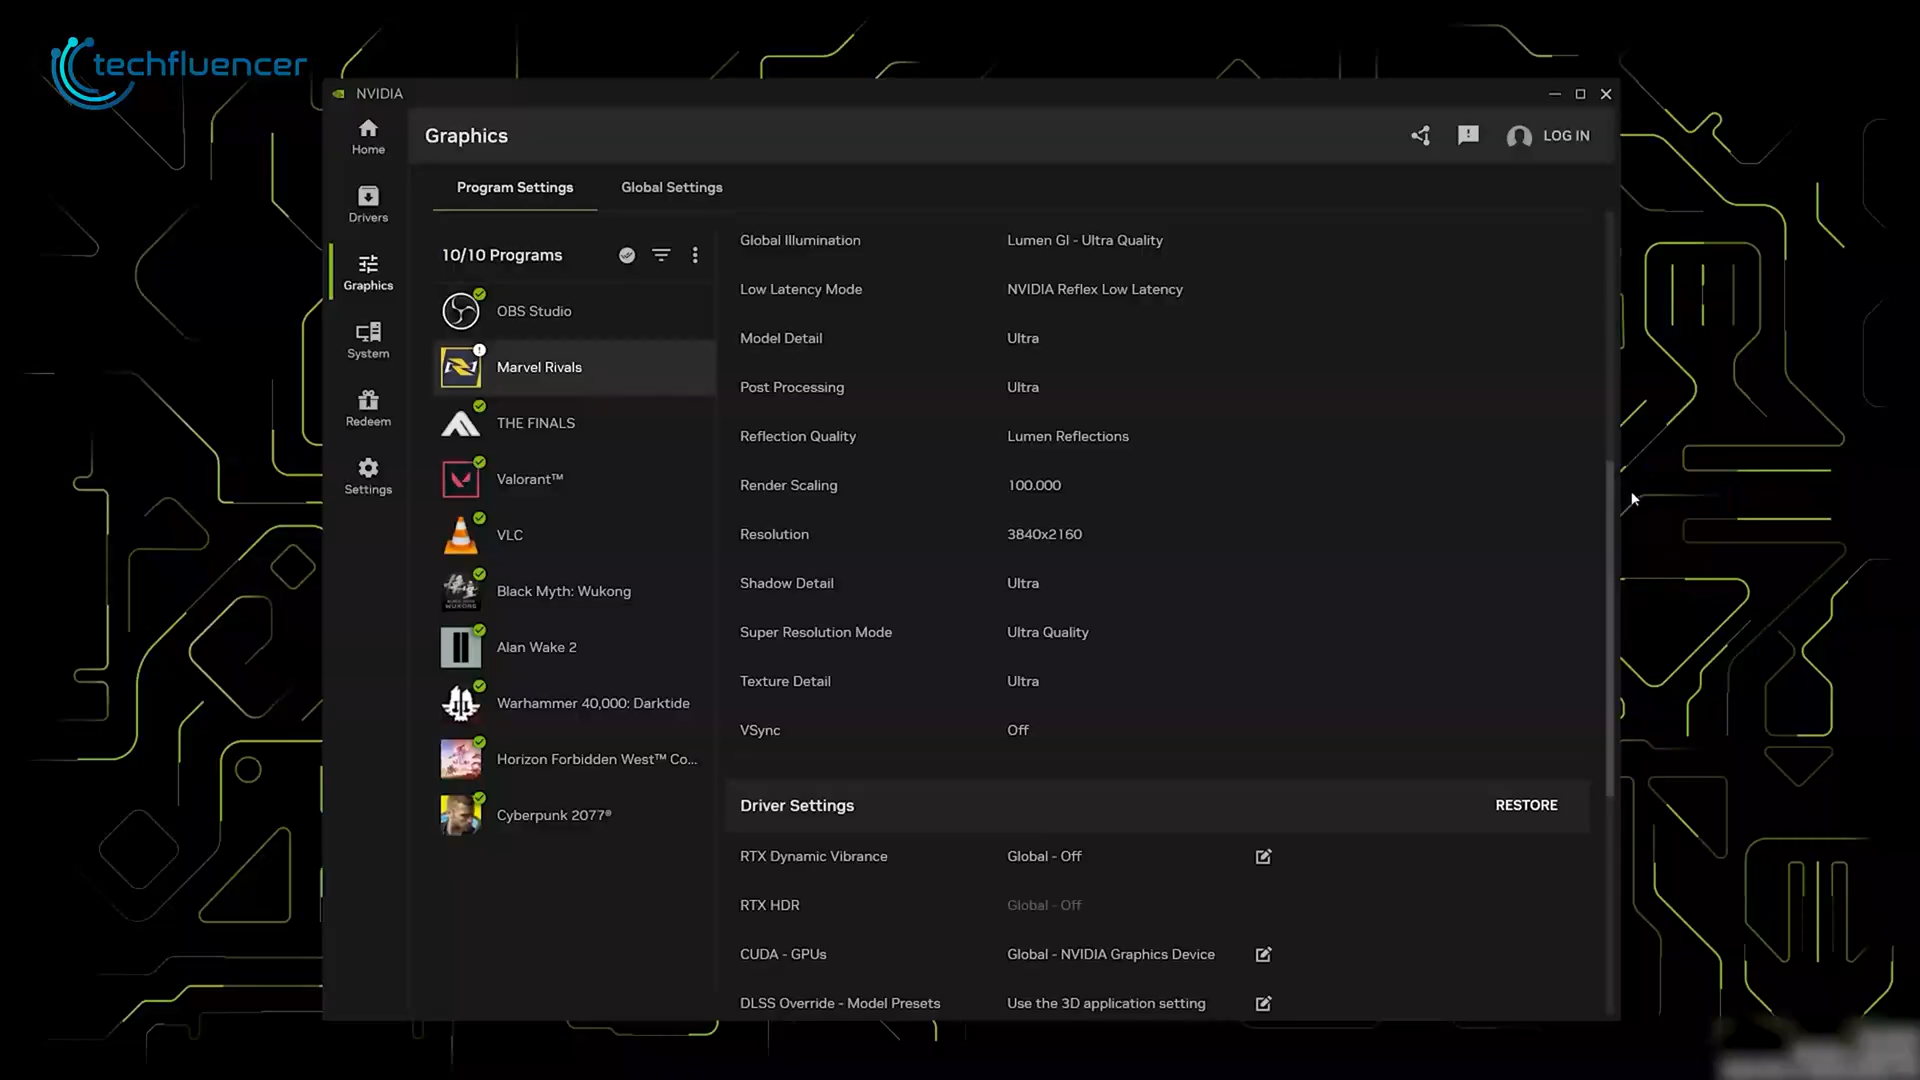 techfluencer
NVIDIA
Home
Drivers
Graphics
System
Redeem
Settings
Graphics
LOG IN
Program Settings
Global Settings
10/10 Programs
OBS Studio
Marvel Rivals
THE FINALS
Valorant™
VLC
Black Myth: Wukong
Alan Wake 2
Warhammer 40,000: Darktide
Horizon Forbidden West™ Co...
Cyberpunk 2077®
Global Illumination Lumen GI - Ultra Quality
Low Latency Mode NVIDIA Reflex Low Latency
Model Detail Ultra
Post Processing Ultra
Reflection Quality Lumen Reflections
Render Scaling 100.000
Resolution 3840x2160
Shadow Detail Ultra
Super Resolution Mode Ultra Quality
Texture Detail Ultra
VSync Off
Driver Settings RESTORE
RTX Dynamic Vibrance Global - Off
RTX HDR Global - Off
CUDA - GPUs Global - NVIDIA Graphics Device
DLSS Override - Model Presets Use the 3D application setting